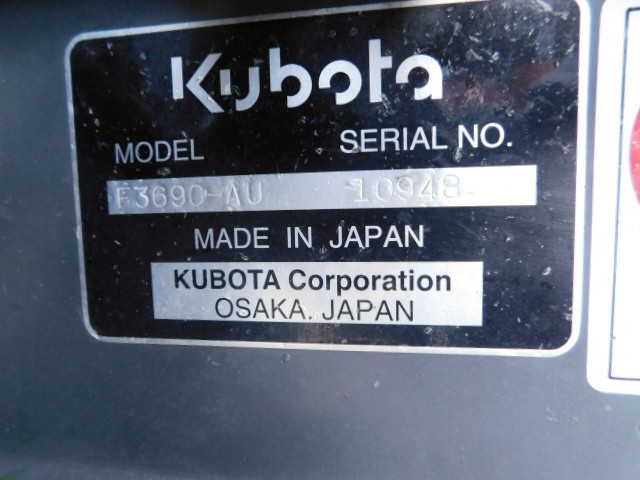 Kubota
MODEL SERIAL NO.
F3690-AU 10948
MADE IN JAPAN
KUBOTA Corporation
OSAKA. JAPAN